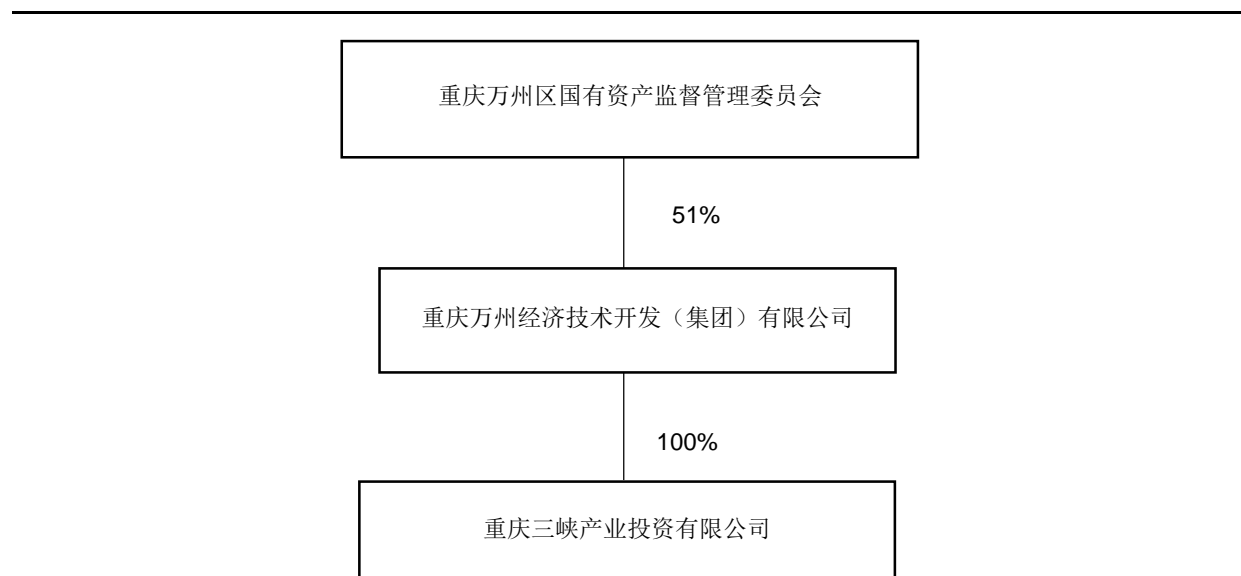 重庆万州区国有资产监督管理委员会
51%
重庆万州经济技术开发（集团）有限公司
100%
重庆三峡产业投资有限公司